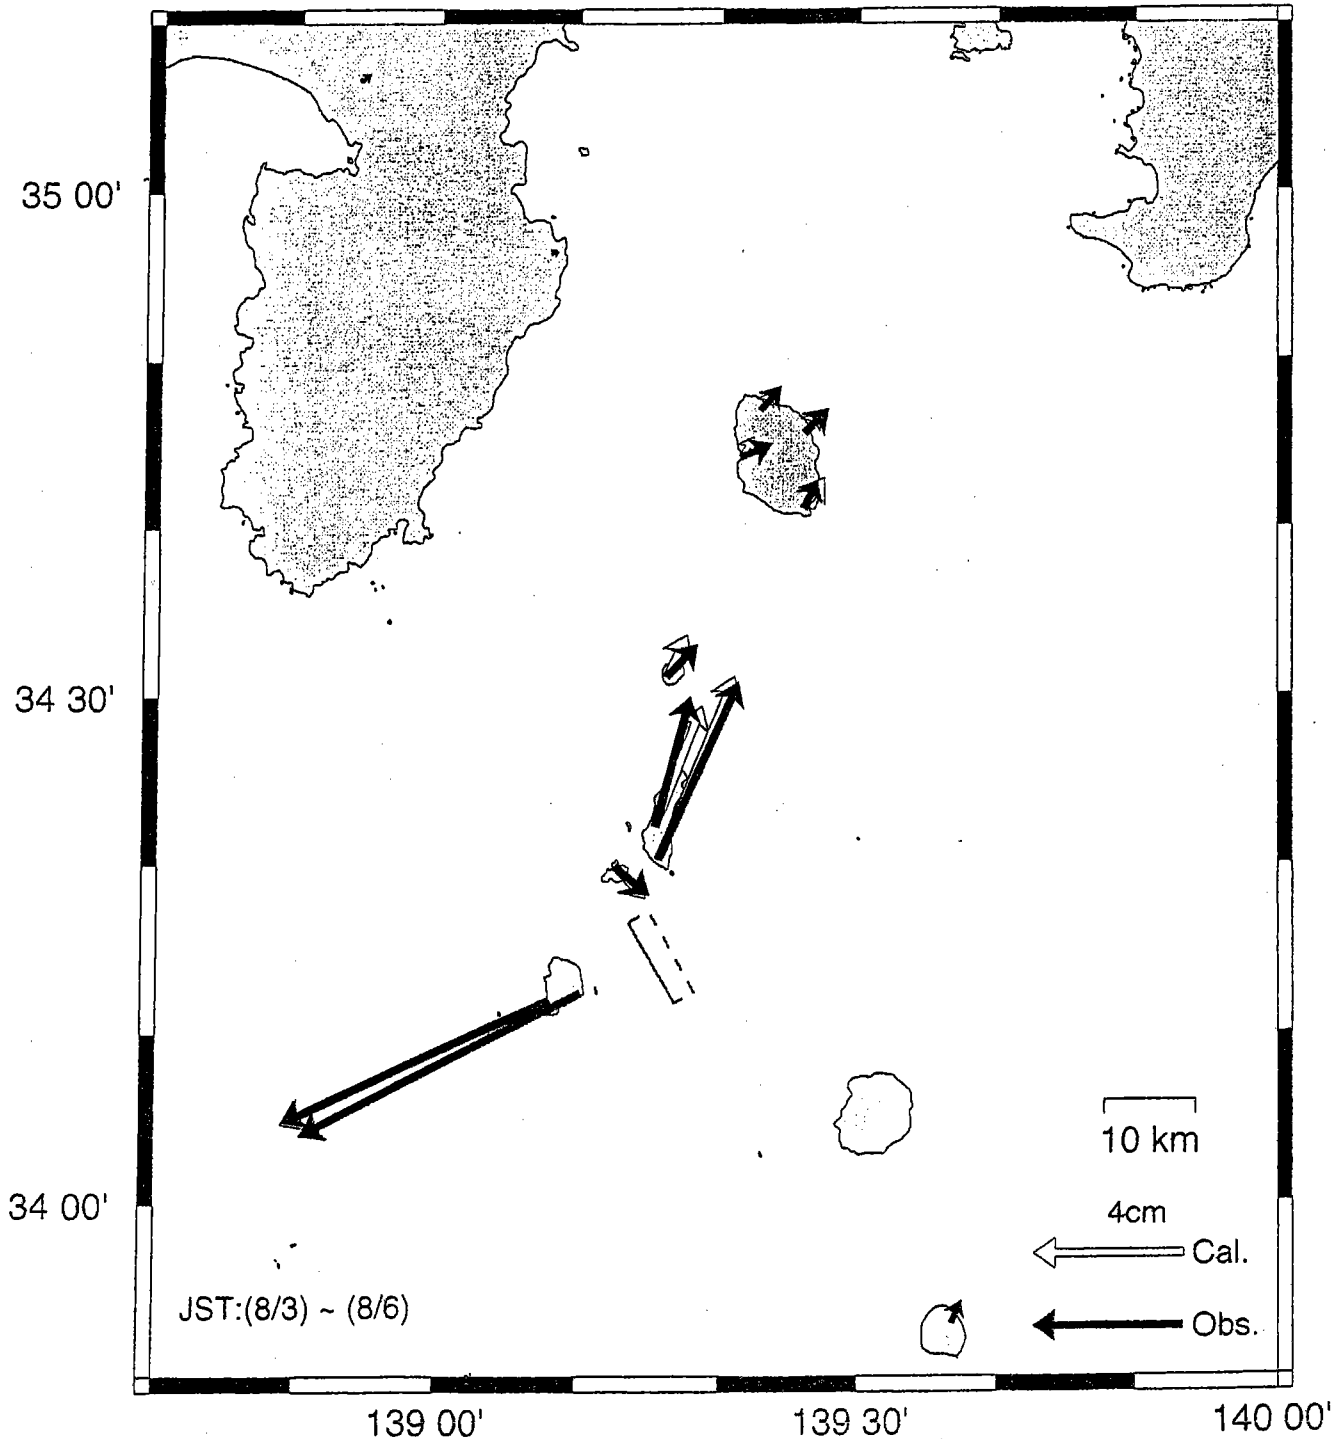 35 00'
34 30'
34 00'
10 km
4cm
Cal.
Obs.
JST:(8/3) ~ (8/6)
139 00'
139 30'
140 00'